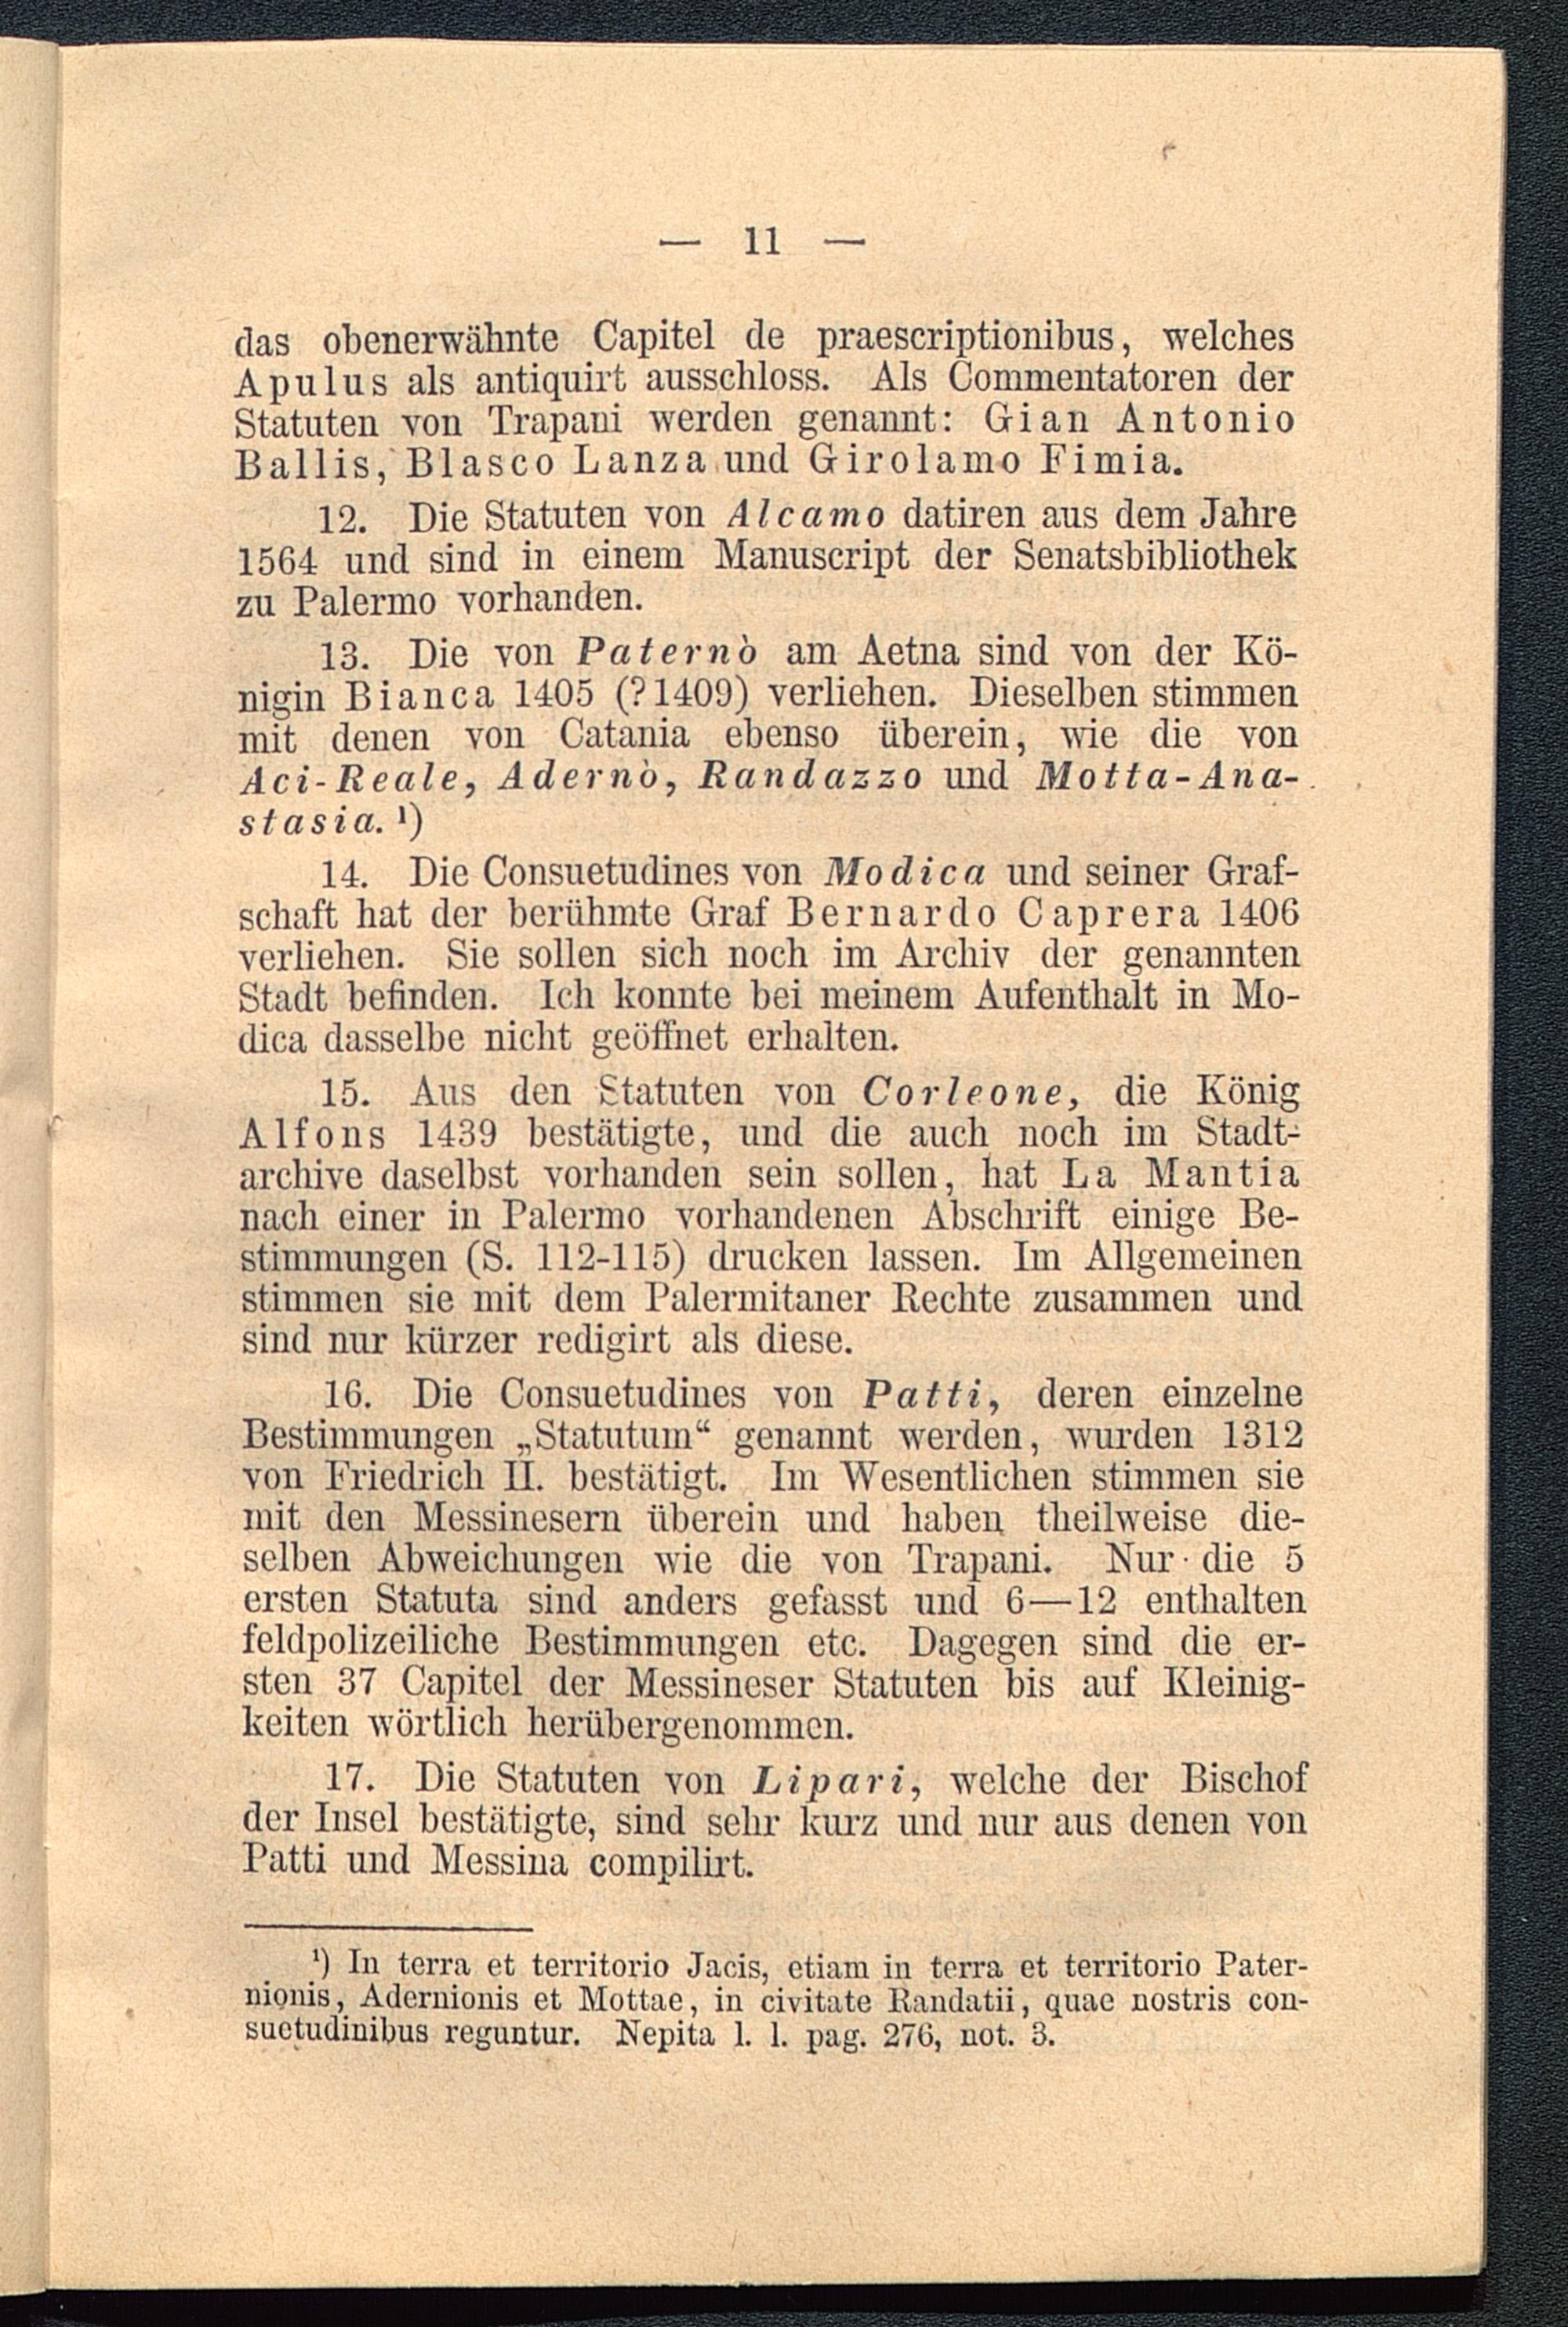 — 11 —
das obenerwähnte Capitel de praescriptionibus, welches
Apulus als antiquirt ausschloss. Als Commentatoren der
Statuten von Trapani werden genannt: Gian Antonio
Ballis, Blasco Lanza und Girolamo Fimia.
12. Die Statuten von Alcamo datiren aus dem Jahre
1564 und sind in einem Manuscript der Senatsbibliothek
zu Palermo vorhanden.
13. Die von Paternò am Aetna sind von der Kö-
nigin Bianca 1405 (?1409) verliehen. Dieselben stimmen
mit denen von Catania ebenso überein, wie die von
Aci-Reale, Adernò, Randazzo und Motta-Ana-
stasia. ¹)
14. Die Consuetudines von Modica und seiner Graf-
schaft hat der berühmte Graf Bernardo Caprera 1406
verliehen. Sie sollen sich noch im Archiv der genannten
Stadt befinden. Ich konnte bei meinem Aufenthalt in Mo-
dica dasselbe nicht geöffnet erhalten.
15. Aus den Statuten von Corleone, die König
Alfons 1439 bestätigte, und die auch noch im Stadt-
archive daselbst vorhanden sein sollen, hat La Mantia
nach einer in Palermo vorhandenen Abschrift einige Be-
stimmungen (S. 112-115) drucken lassen. Im Allgemeinen
stimmen sie mit dem Palermitaner Rechte zusammen und
sind nur kürzer redigirt als diese.
16. Die Consuetudines von Patti, deren einzelne
Bestimmungen „Statutum“ genannt werden, wurden 1312
von Friedrich II. bestätigt. Im Wesentlichen stimmen sie
mit den Messinesern überein und haben theilweise die-
selben Abweichungen wie die von Trapani. Nur die 5
ersten Statuta sind anders gefasst und 6—12 enthalten
feldpolizeiliche Bestimmungen etc. Dagegen sind die er-
sten 37 Capitel der Messineser Statuten bis auf Kleinig-
keiten wörtlich herübergenommen.
17. Die Statuten von Lipari, welche der Bischof
der Insel bestätigte, sind sehr kurz und nur aus denen von
Patti und Messina compilirt.
¹) In terra et territorio Jacis, etiam in terra et territorio Pater-
nionis, Adernionis et Mottae, in civitate Randatii, quae nostris con-
suetudinibus reguntur. Nepita l. l. pag. 276, not. 3.